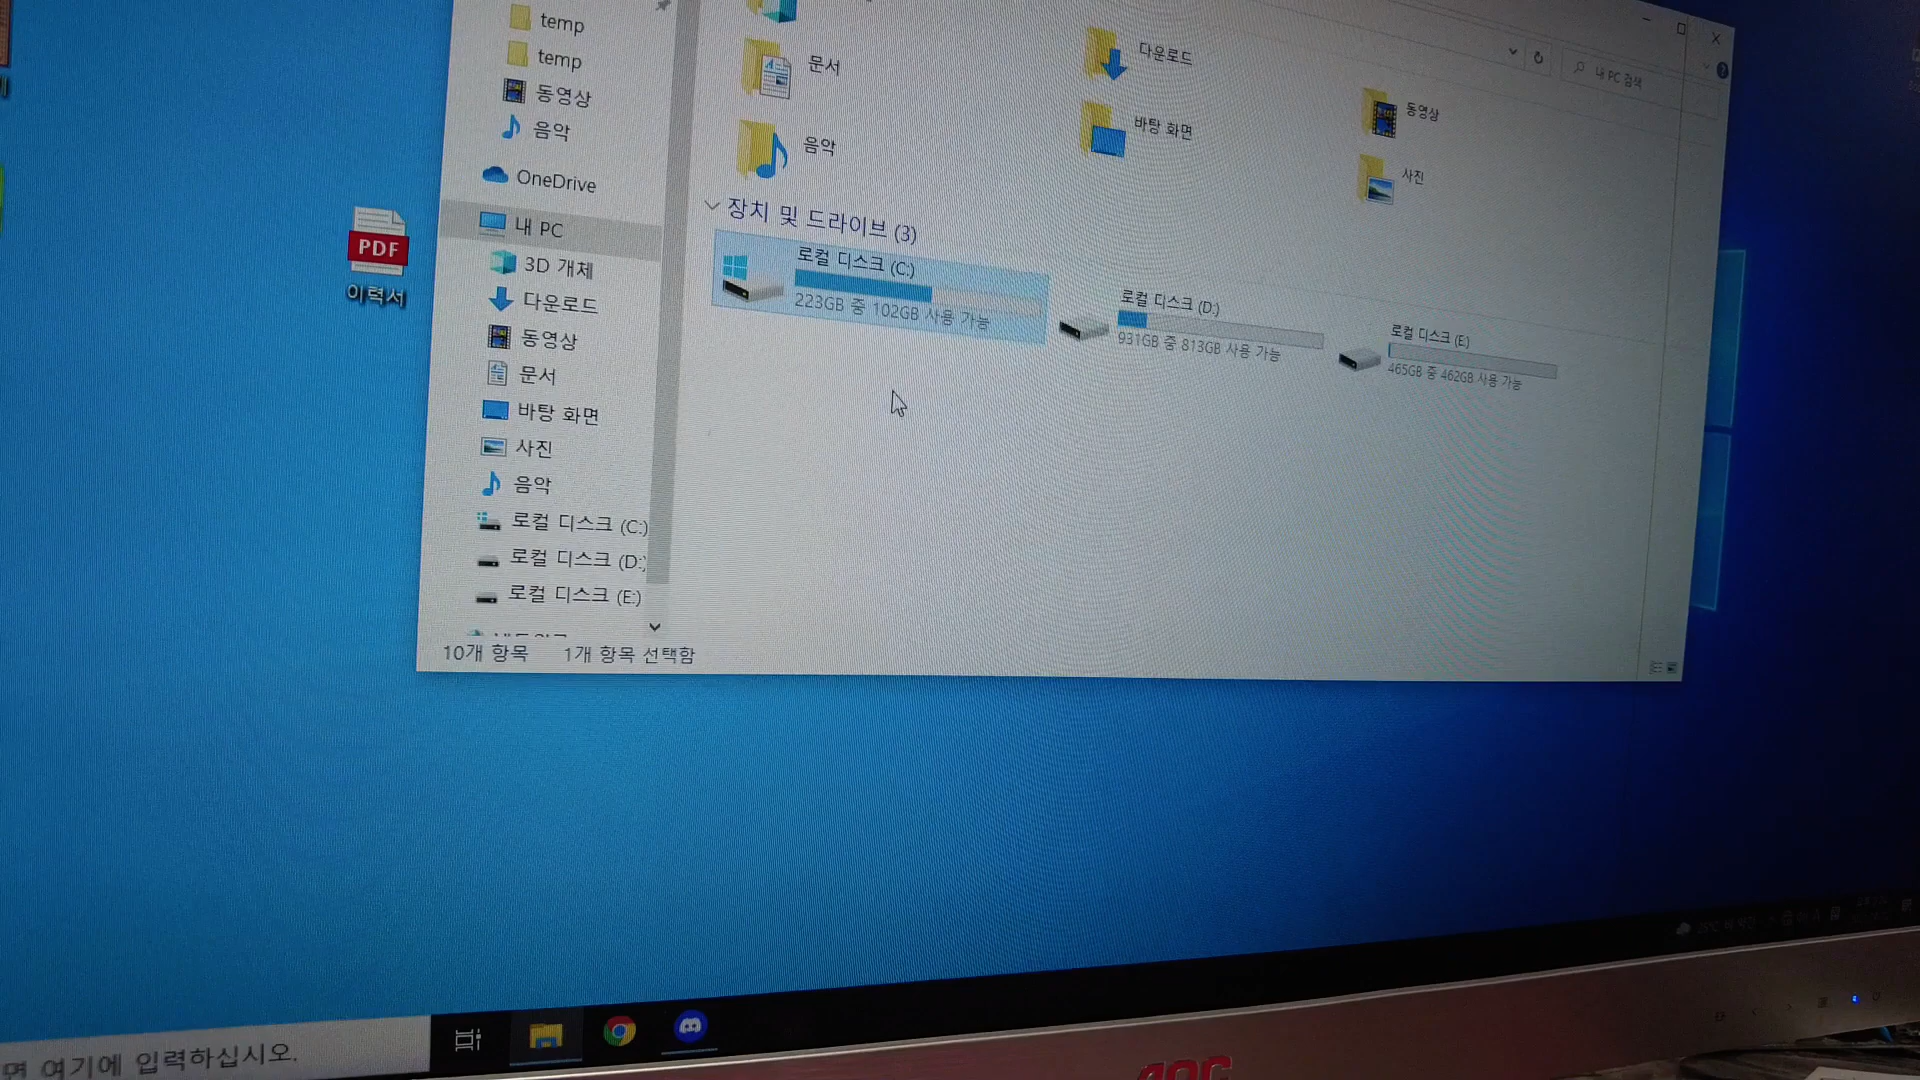 temp
temp
동영상
음악
OneDrive
내 PC
3D 개체
다운로드
동영상
문서
바탕 화면
사진
음악
로컬 디스크 (C:)
로컬 디스크 (D:)
로컬 디스크 (E:)
10개 항목
1개 항목 선택함
문서
다운로드
동영상
음악
바탕 화면
사진
내 PC 검색
장치 및 드라이브 (3)
로컬 디스크 (C:)
223GB 중 102GB 사용 가능
로컬 디스크 (D:)
931GB 중 813GB 사용 가능
로컬 디스크 (E:)
465GB 중 462GB 사용 가능
PDF
이력서
면 여기에 입력하십시오.
AOC